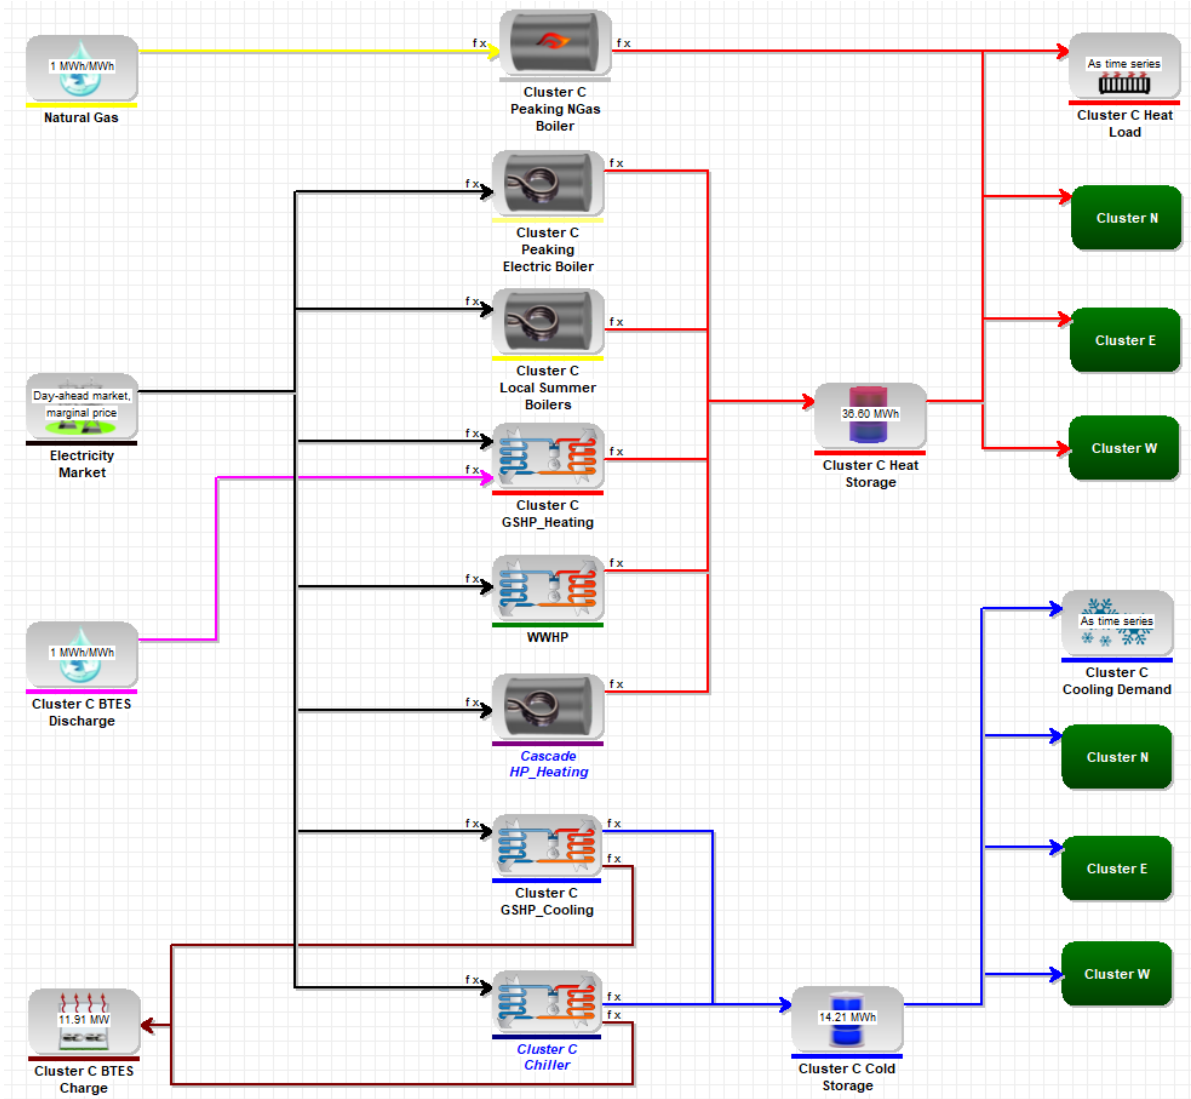 1 MWh/MWh
Natural Gas
f x
f x
Cluster C
Peaking NGas
Boiler
As time series
Cluster C Heat
Load
f x
f x
Cluster C
Peaking
Electric Boiler
Cluster N
f x
f x
Cluster C
Local Summer
Boilers
Cluster E
Day-ahead market,
marginal price
Electricity
Market
f x
f x
f x
Cluster C
GSHP_Heating
36.60 MWh
Cluster C Heat
Storage
Cluster W
f x
f x
WWHP
1 MWh/MWh
Cluster C BTES
Discharge
f x
f x
Cascade
HP_Heating
As time series
Cluster C
Cooling Demand
Cluster N
f x
f x
f x
Cluster C
GSHP_Cooling
Cluster E
f x
f x
f x
Cluster C
Chiller
11.91 MW
Cluster C BTES
Charge
14.21 MWh
Cluster C Cold
Storage
Cluster W